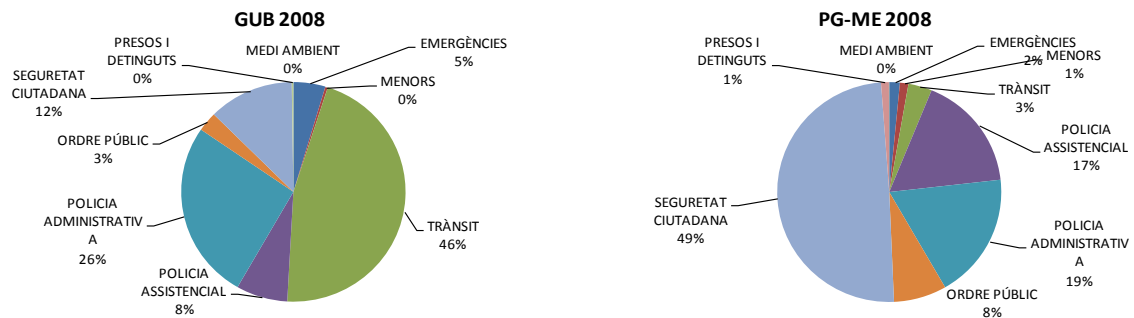 GUB 2008
PRESOS I
DETINGUTS
0%
MEDI AMBIENT
0%
EMERGÈNCIES
5%
MENORS
0%
SEGURETAT
CIUTADANA
12%
ORDRE PÚBLIC
3%
POLICIA
ADMINISTRATIV
A
26%
TRÀNSIT
46%
POLICIA
ASSISTENCIAL
8%
PG-ME 2008
PRESOS I
DETINGUTS
1%
MEDI AMBIENT
0%
EMERGÈNCIES
2%
MENORS
1%
TRÀNSIT
3%
POLICIA
ASSISTENCIAL
17%
SEGURETAT
CIUTADANA
49%
POLICIA
ADMINISTRATIV
A
19%
ORDRE PÚBLIC
8%